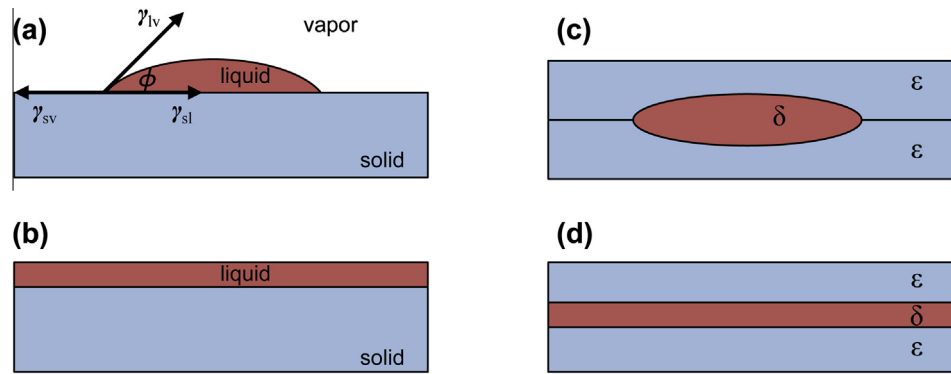 (a)
γlv
vapor
ϕ
liquid
γsv
γsl
solid
(b)
liquid
solid
(c)
ε
δ
ε
(d)
ε
δ
ε